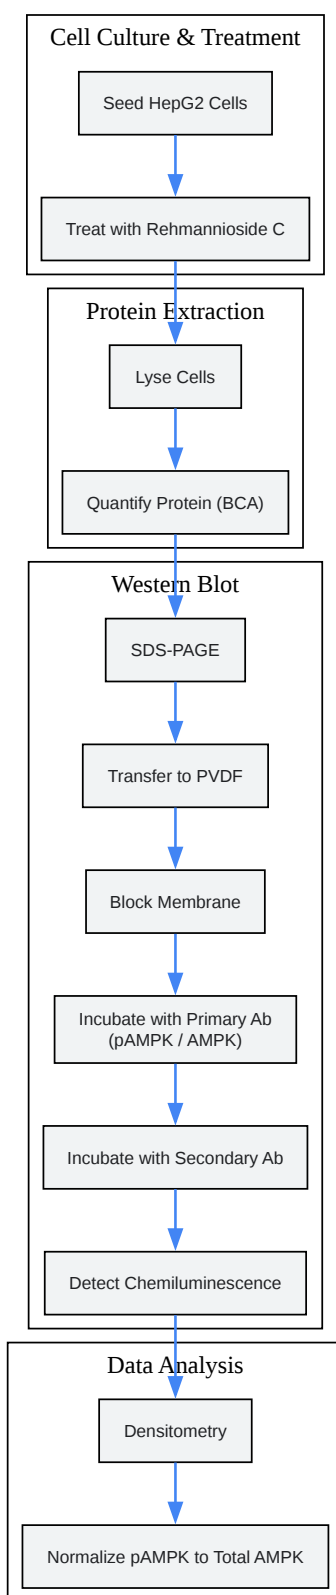 Cell Culture & Treatment
Seed HepG2 Cells
Treat with Rehmannioside C
Protein Extraction
Lyse Cells
Quantify Protein (BCA)
Western Blot
SDS-PAGE
Transfer to PVDF
Block Membrane
Incubate with Primary Ab
(pAMPK / AMPK)
Incubate with Secondary Ab
Detect Chemiluminescence
Data Analysis
Densitometry
Normalize pAMPK to Total AMPK